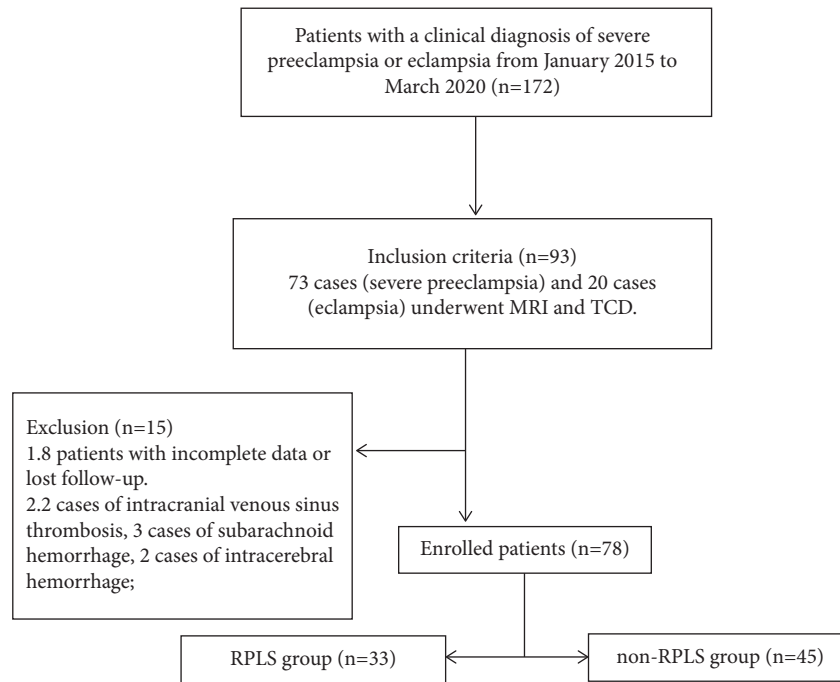 Patients with a clinical diagnosis of severe
preeclampsia or eclampsia from January 2015 to
March 2020 (n=172)
Inclusion criteria (n=93)
73 cases (severe preeclampsia) and 20 cases
(eclampsia) underwent MRI and TCD.
Exclusion (n=15)
1.8 patients with incomplete data or
lost follow-up.
2.2 cases of intracranial venous sinus
thrombosis, 3 cases of subarachnoid
hemorrhage, 2 cases of intracerebral
hemorrhage;
Enrolled patients (n=78)
RPLS group (n=33)
non-RPLS group (n=45)